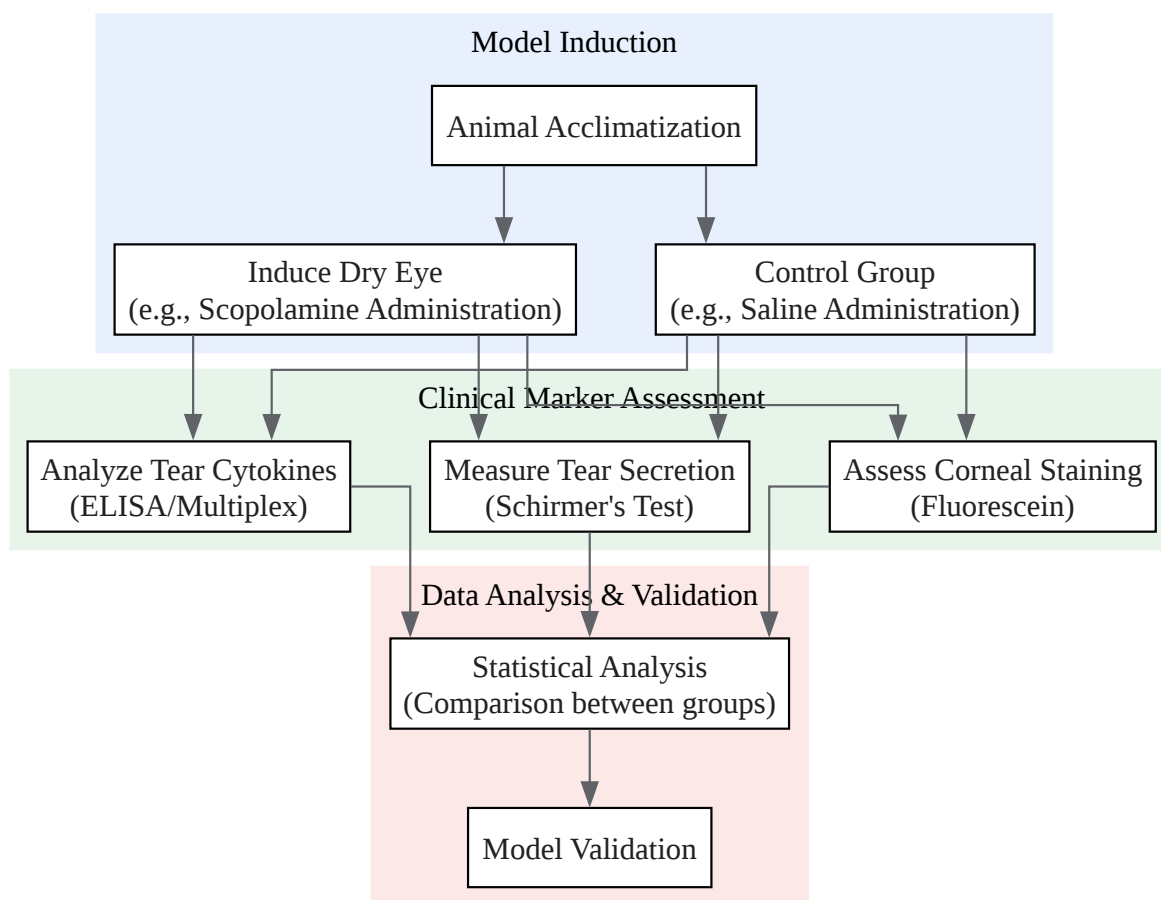 Model Induction
Animal Acclimatization
Induce Dry Eye
(e.g., Scopolamine Administration)
Control Group
(e.g., Saline Administration)
Clinical Marker Assessment
Analyze Tear Cytokines
(ELISA/Multiplex)
Measure Tear Secretion
(Schirmer's Test)
Assess Corneal Staining
(Fluorescein)
Data Analysis & Validation
Statistical Analysis
(Comparison between groups)
Model Validation